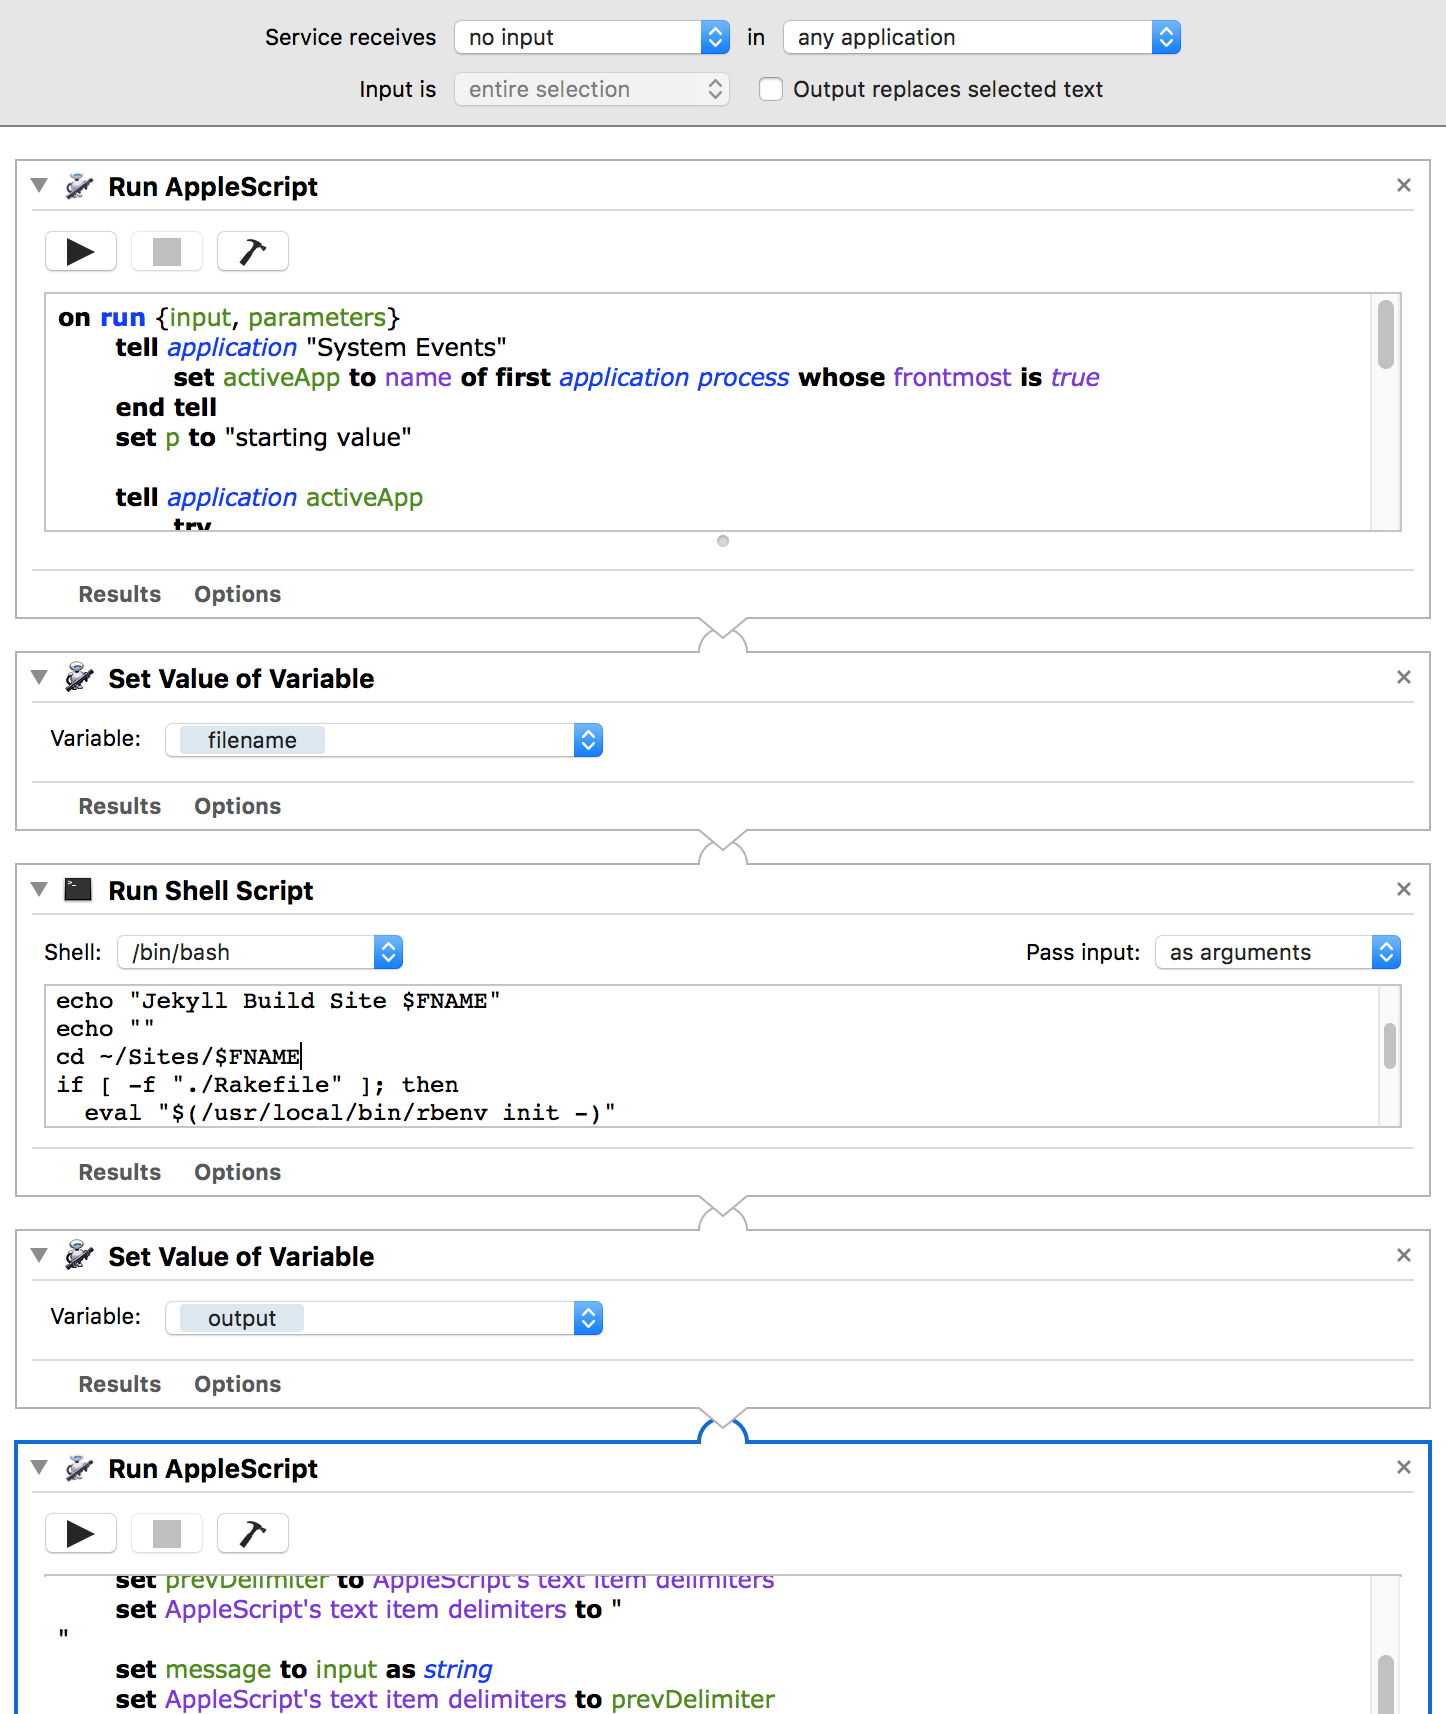 Service receives no input in any application
Input is entire selection Output replaces selected text
Run AppleScript
on run {input, parameters}
tell application "System Events"
set activeApp to name of first application process whose frontmost is true
end tell
set p to "starting value"
tell application activeApp
try
Results Options
Set Value of Variable
Variable: filename
Results Options
Run Shell Script
Shell: /bin/bash Pass input: as arguments
echo "Jekyll Build Site $FNAME"
echo ""
cd ~/Sites/$FNAME
if [ -f "./Rakefile" ]; then
eval "$(/usr/local/bin/rbenv init -)"
Results Options
Set Value of Variable
Variable: output
Results Options
Run AppleScript
set prevDelimiter to AppleScript's text item delimiters
set AppleScript's text item delimiters to "
"
set message to input as string
set AppleScript's text item delimiters to prevDelimiter